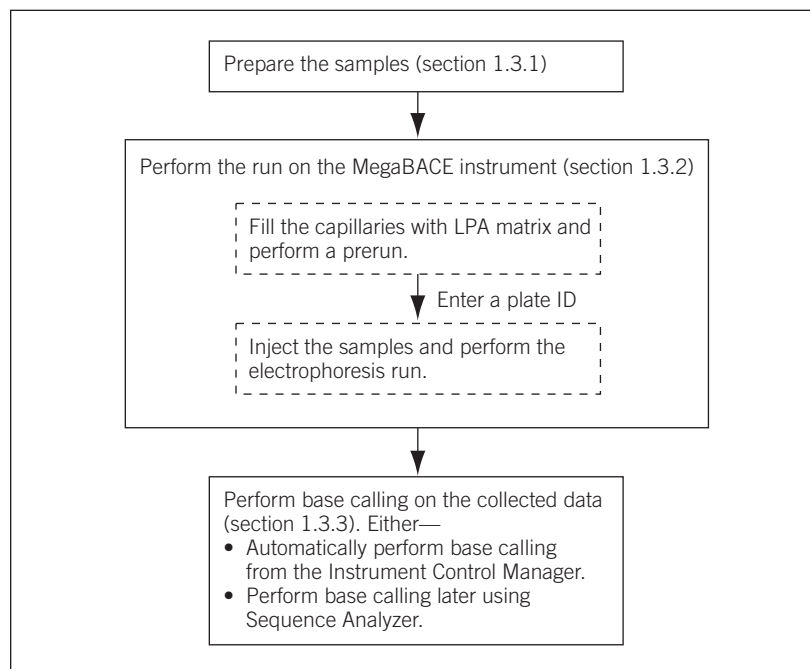 Prepare the samples (section 1.3.1)
Perform the run on the MegaBACE instrument (section 1.3.2)
Fill the capillaries with LPA matrix and
perform a prerun.
Enter a plate ID
Inject the samples and perform the
electrophoresis run.
Perform base calling on the collected data
(section 1.3.3). Either—
• Automatically perform base calling
from the Instrument Control Manager.
• Perform base calling later using
Sequence Analyzer.